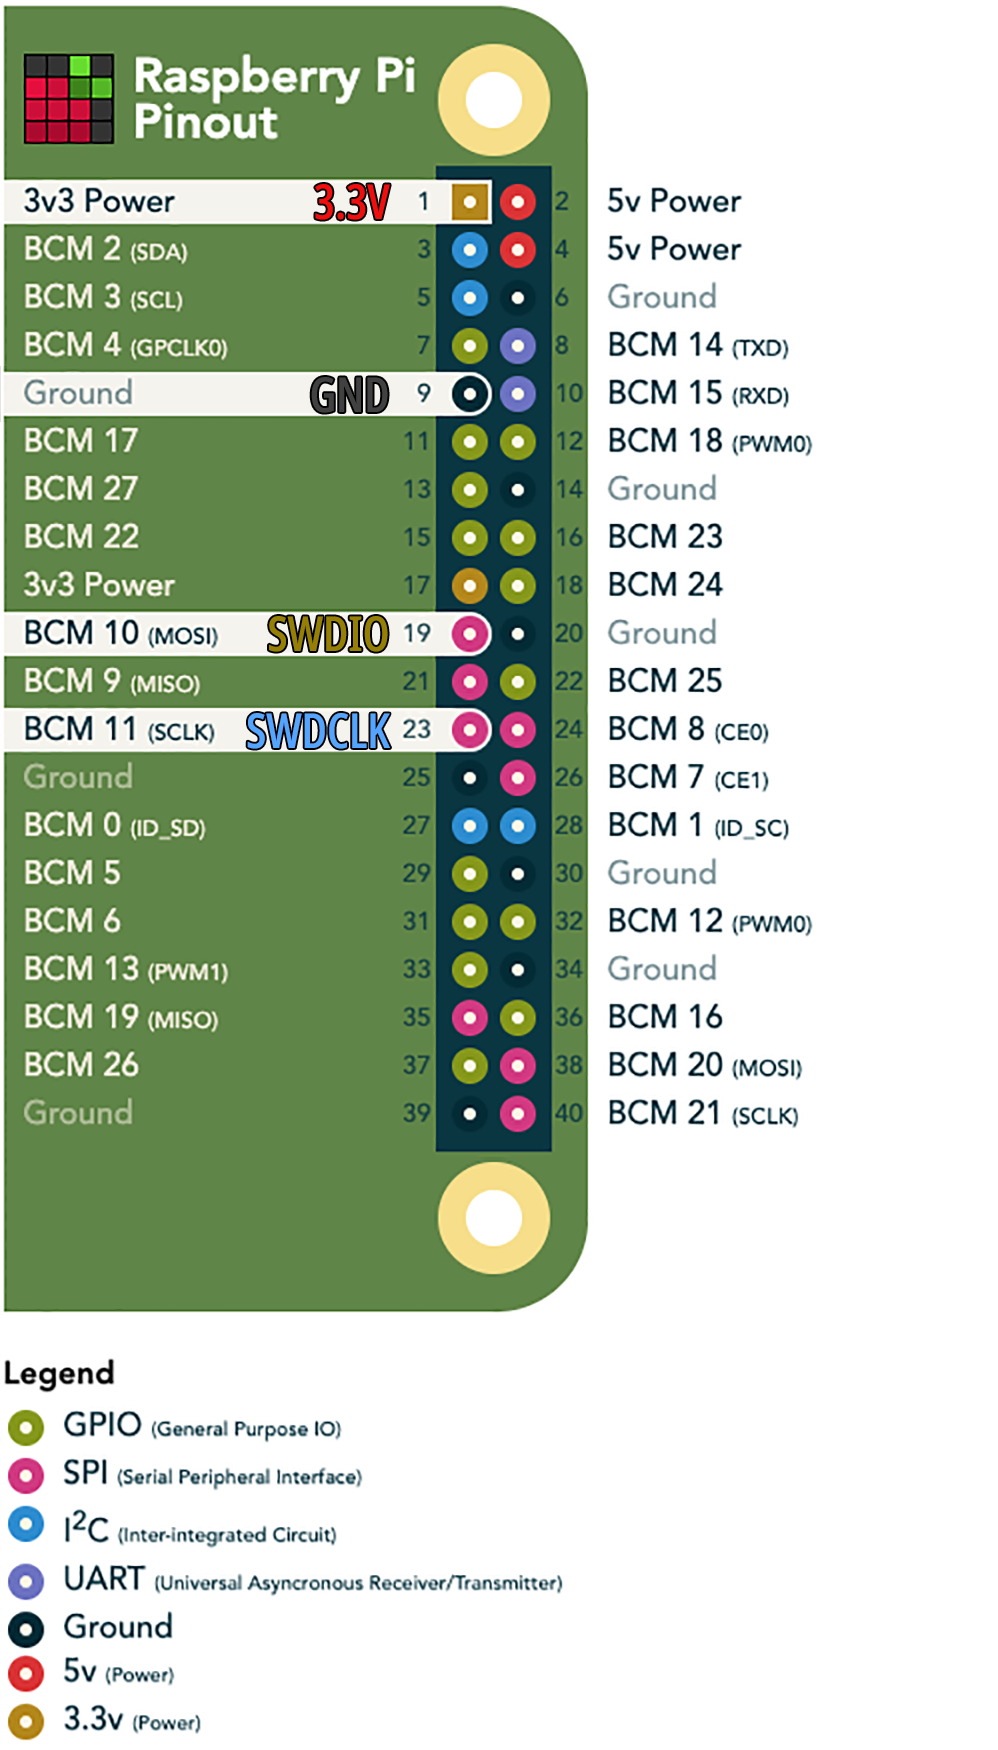 Raspberry Pi
Pinout
3v3 Power 3.3V 1 2 5v Power
BCM 2 (SDA) 3 4 5v Power
BCM 3 (SCL) 5 6 Ground
BCM 4 (GPCLK0) 7 8 BCM 14 (TXD)
Ground GND 9 10 BCM 15 (RXD)
BCM 17 11 12 BCM 18 (PWM0)
BCM 27 13 14 Ground
BCM 22 15 16 BCM 23
3v3 Power 17 18 BCM 24
BCM 10 (MOSI) SWDIO 19 20 Ground
BCM 9 (MISO) 21 22 BCM 25
BCM 11 (SCLK) SWDCLK 23 24 BCM 8 (CE0)
Ground 25 26 BCM 7 (CE1)
BCM 0 (ID_SD) 27 28 BCM 1 (ID_SC)
BCM 5 29 30 Ground
BCM 6 31 32 BCM 12 (PWM0)
BCM 13 (PWM1) 33 34 Ground
BCM 19 (MISO) 35 36 BCM 16
BCM 26 37 38 BCM 20 (MOSI)
Ground 39 40 BCM 21 (SCLK)
Legend
GPIO (General Purpose IO)
SPI (Serial Peripheral Interface)
I²C (Inter-integrated Circuit)
UART (Universal Asyncronous Receiver/Transmitter)
Ground
5v (Power)
3.3v (Power)